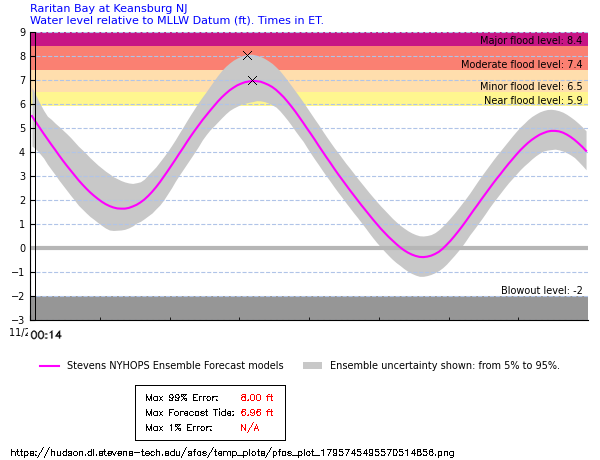 Raritan Bay at Keansburg NJ
Water level relative to MLLW Datum (ft). Times in ET.
9
Major flood level: 8.4
8
Moderate flood level: 7.4
7
Minor flood level: 6.5
Near flood level: 5.9
6
5
4
3
2
1
0
−1
Blowout level: -2
−2
−3
00:14
Stevens NYHOPS Ensemble Forecast models
Ensemble uncertainty shown: from 5% to 95%.
Max 99% Error: 8.00 ft
Max Forecast Tide: 6.96 ft
Max 1% Error: N/A
https://hudson.dl.stevens-tech.edu/sfas/temp_plots/pfas_plot_1795745495570514856.png